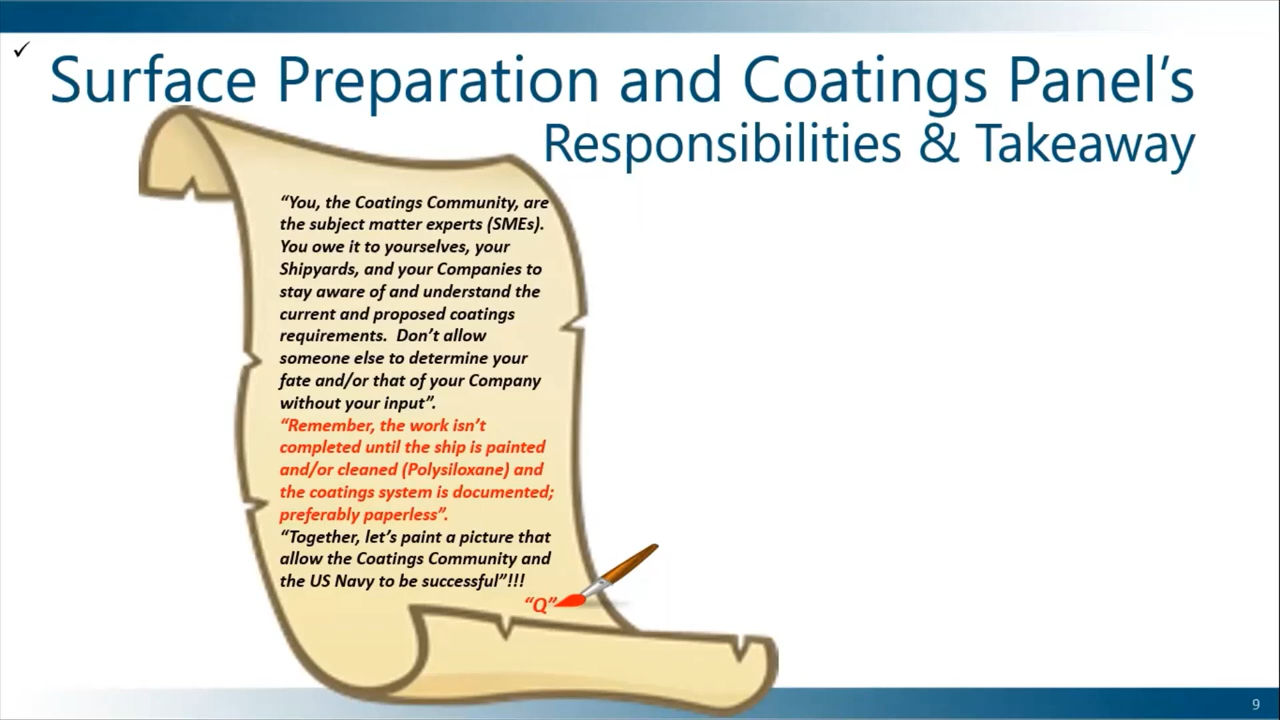 ✓
Surface Preparation and Coatings Panel’s
Responsibilities & Takeaway
“You, the Coatings Community, are
the subject matter experts (SMEs).
You owe it to yourselves, your
Shipyards, and your Companies to
stay aware of and understand the
current and proposed coatings
requirements.  Don’t allow
someone else to determine your
fate and/or that of your Company
without your input”.
“Remember, the work isn’t
completed until the ship is painted
and/or cleaned (Polysiloxane) and
the coatings system is documented;
preferably paperless”.
“Together, let’s paint a picture that
allow the Coatings Community and
the US Navy to be successful”!!!
“Q”
9